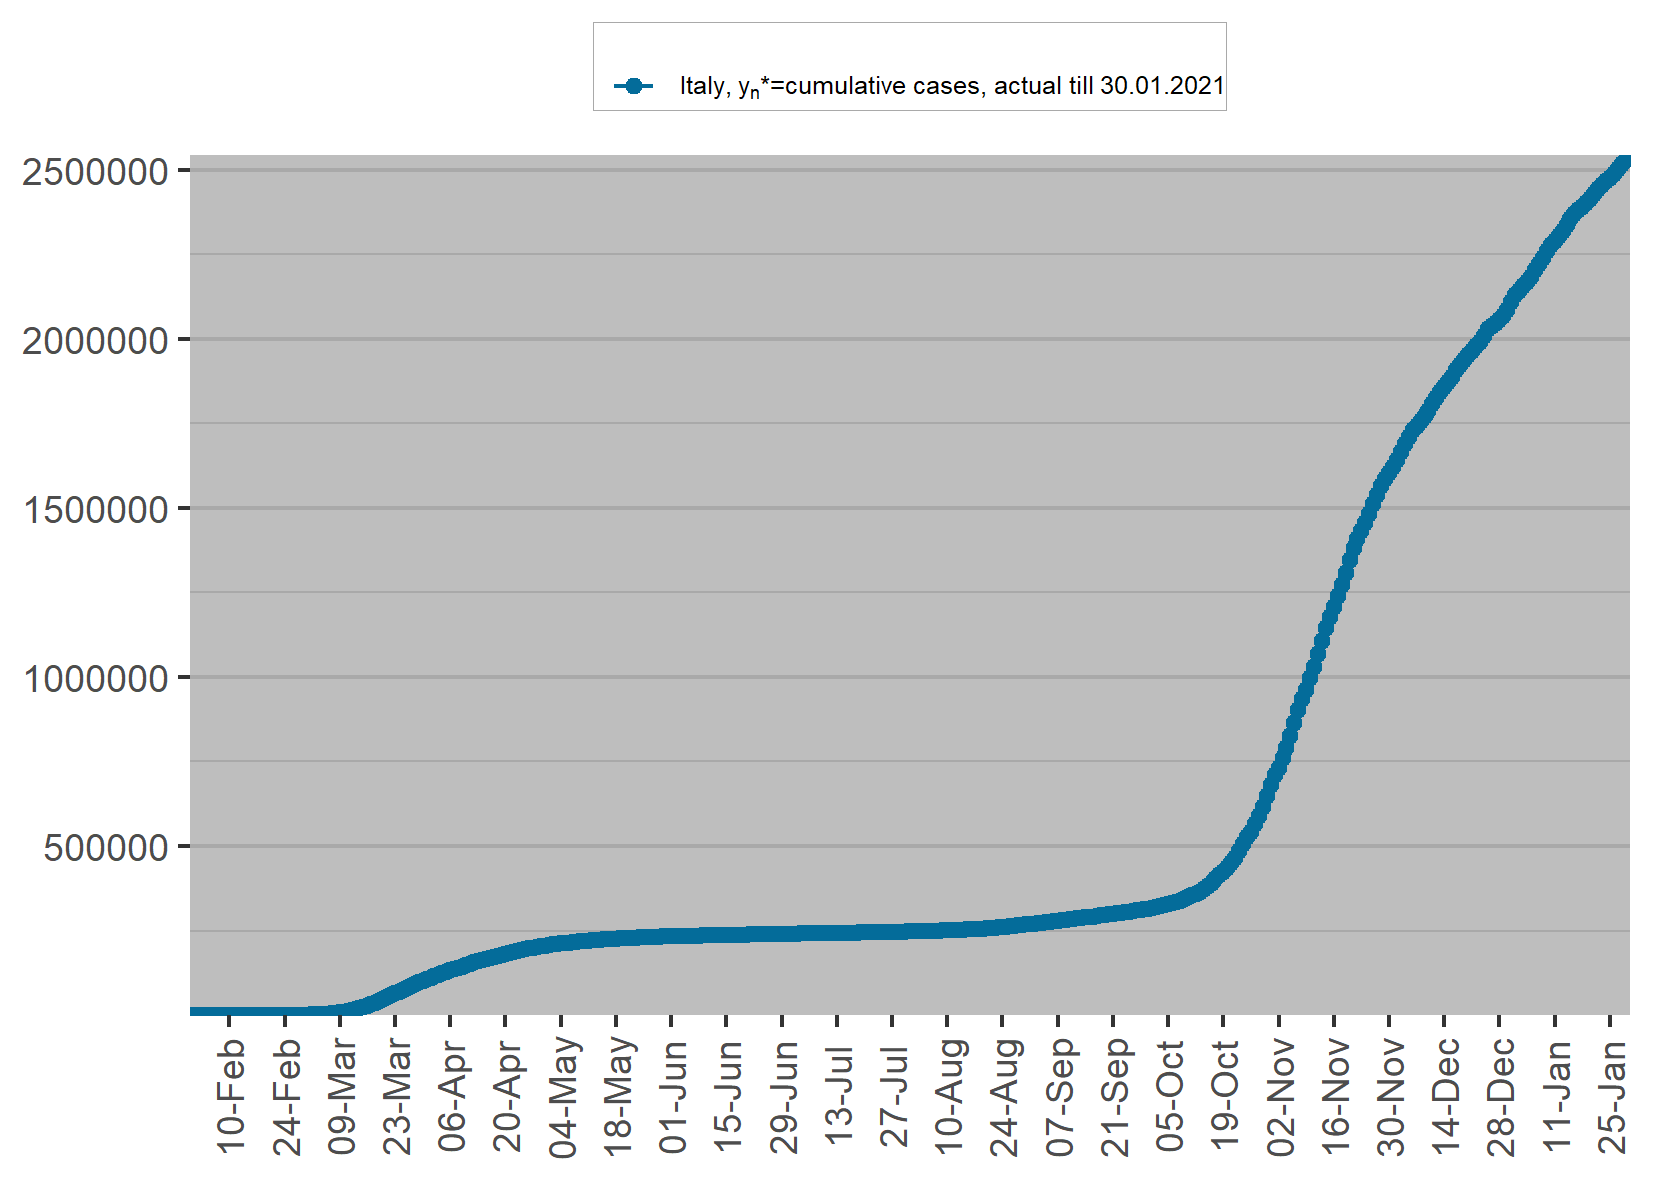 Italy, yₙ*=cumulative cases, actual till 30.01.2021
2500000
2000000
1500000
1000000
500000
10-Feb
24-Feb
09-Mar
23-Mar
06-Apr
20-Apr
04-May
18-May
01-Jun
15-Jun
29-Jun
13-Jul
27-Jul
10-Aug
24-Aug
07-Sep
21-Sep
05-Oct
19-Oct
02-Nov
16-Nov
30-Nov
14-Dec
28-Dec
11-Jan
25-Jan